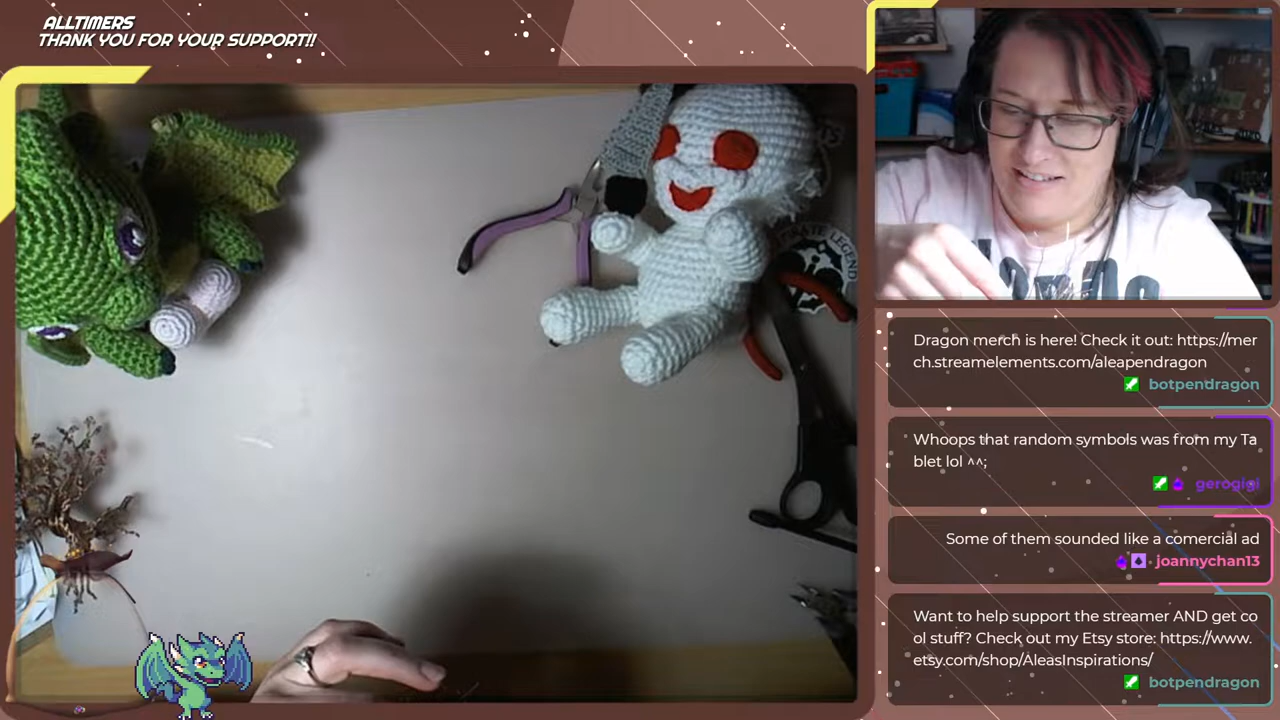 ALLTIMERS
THANK YOU FOR YOUR SUPPORT!!
PIRATE LEGEND
Dragon merch is here! Check it out: https://mer
ch.streamelements.com/aleapendragon
botpendragon
Whoops that random symbols was from my Ta
blet lol ^^;
gerogigi
Some of them sounded like a comercial ad
joannychan13
Want to help support the streamer AND get co
ol stuff? Check out my Etsy store: https://www.
etsy.com/shop/AleasInspirations/
botpendragon